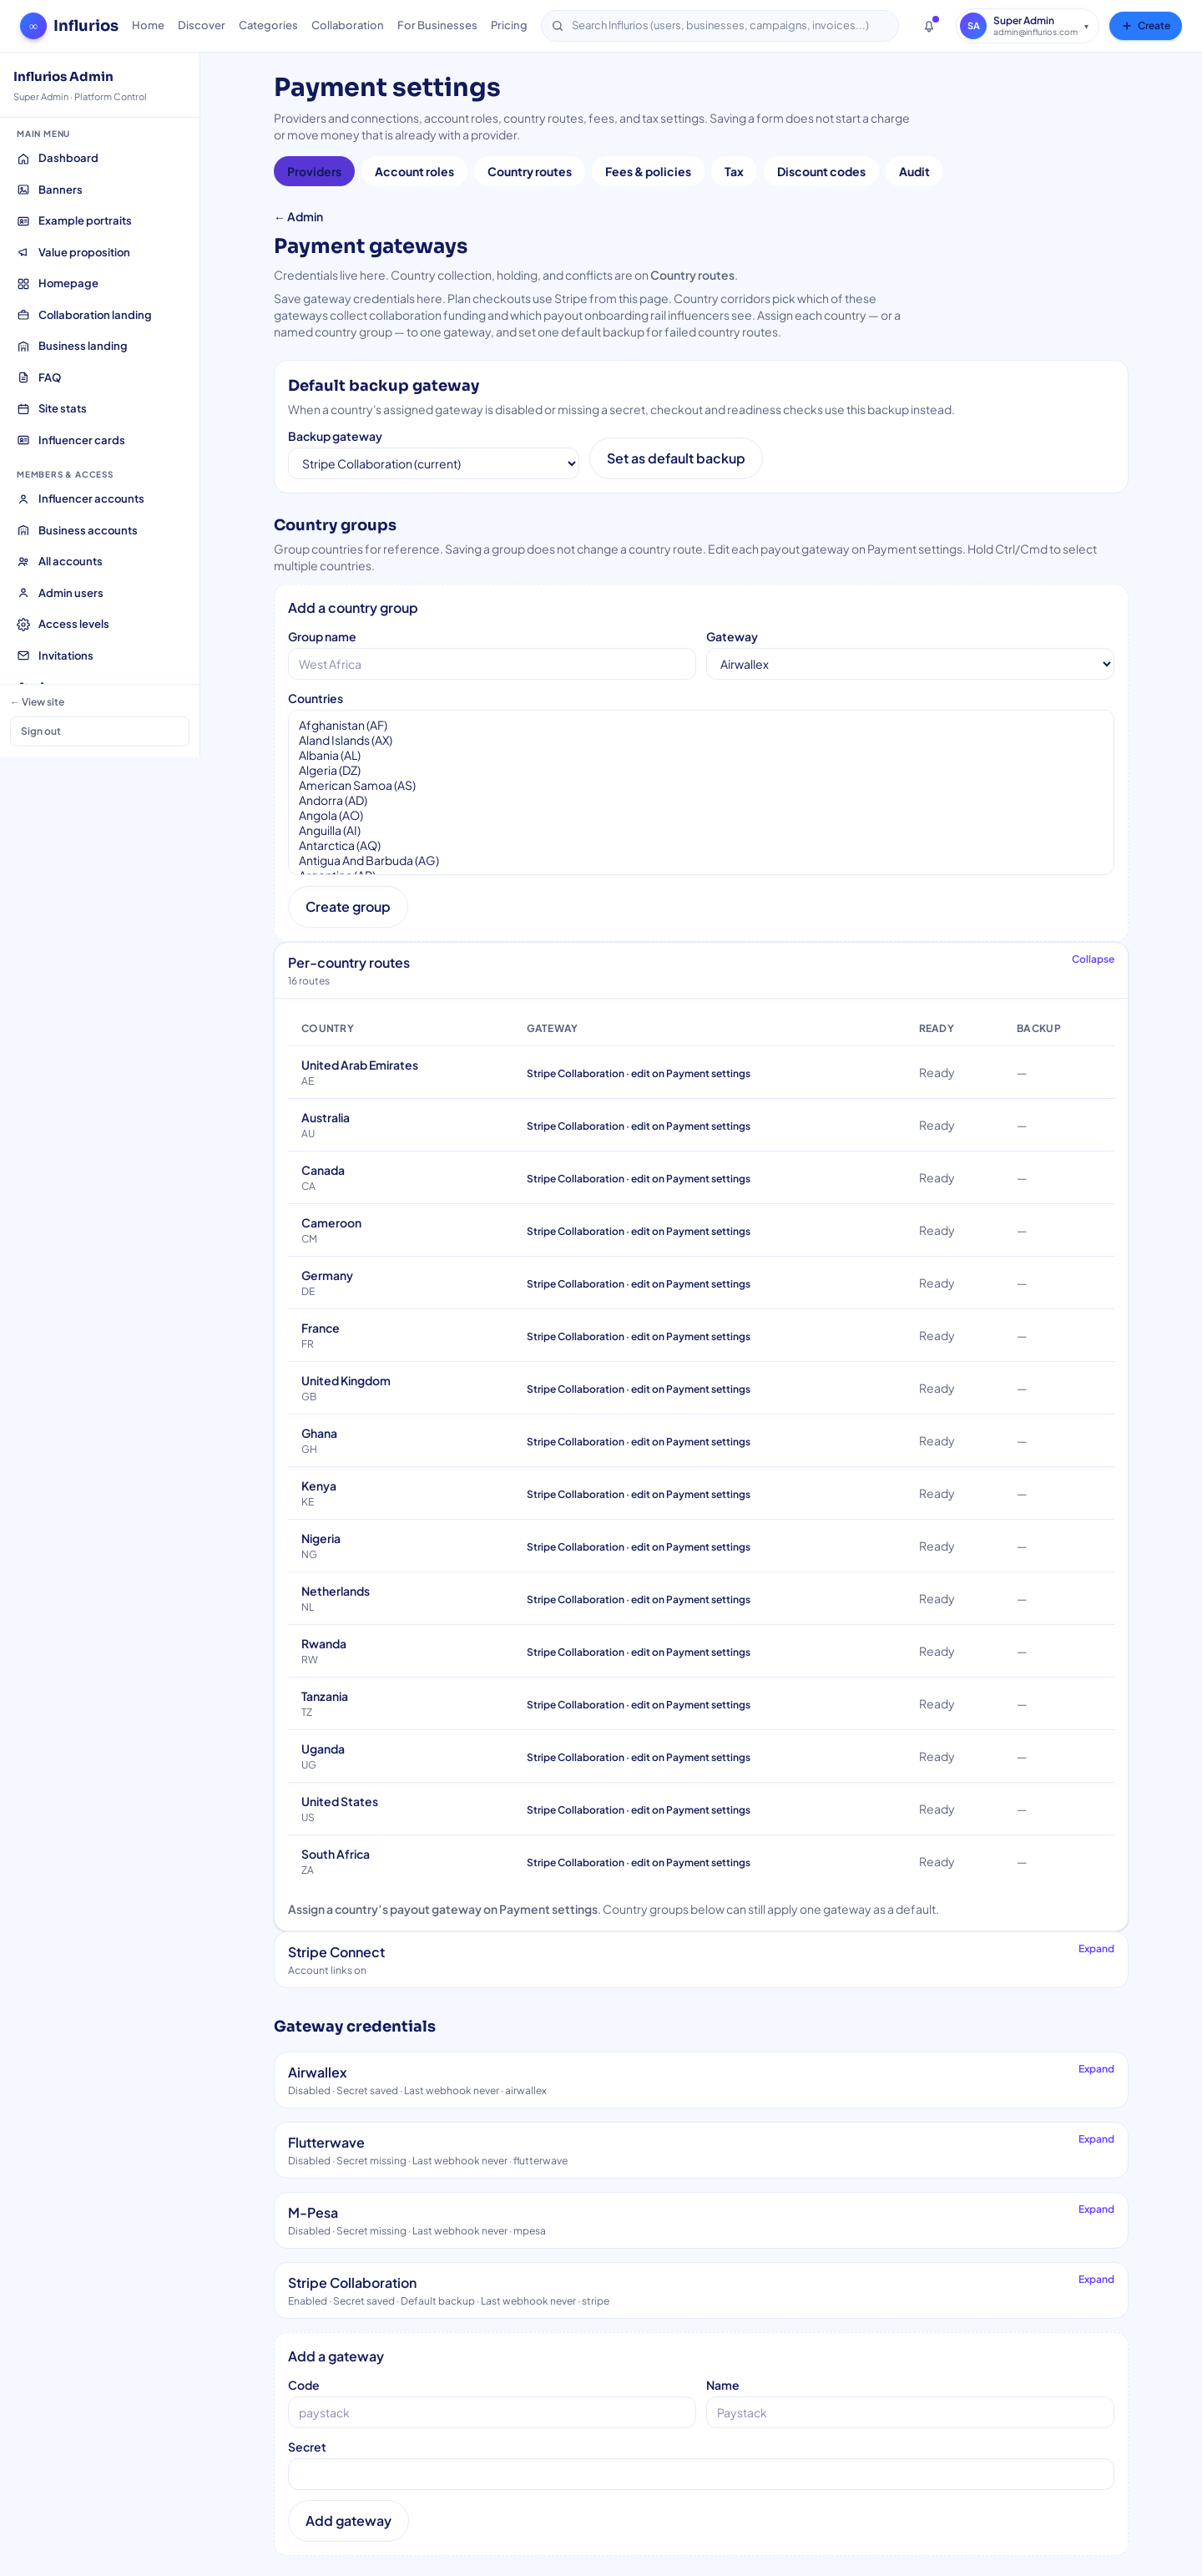 Influrios
Home
Discover
Categories
Collaboration
For Businesses
Pricing
Search Influrios (users, businesses, campaigns, invoices...)
SA
Super Admin
admin@influrios.com
Create
Influrios Admin
Super Admin · Platform Control
MAIN MENU
Dashboard
Banners
Example portraits
Value proposition
Homepage
Collaboration landing
Business landing
FAQ
Site stats
Influencer cards
MEMBERS & ACCESS
Influencer accounts
Business accounts
All accounts
Admin users
Access levels
Invitations
← View site
Sign out
Payment settings
Providers and connections, account roles, country routes, fees, and tax settings. Saving a form does not start a charge
or move money that is already with a provider.
Providers
Account roles
Country routes
Fees & policies
Tax
Discount codes
Audit
← Admin
Payment gateways
Credentials live here. Country collection, holding, and conflicts are on Country routes.
Save gateway credentials here. Plan checkouts use Stripe from this page. Country corridors pick which of these
gateways collect collaboration funding and which payout onboarding rail influencers see. Assign each country — or a
named country group — to one gateway, and set one default backup for failed country routes.
Default backup gateway
When a country's assigned gateway is disabled or missing a secret, checkout and readiness checks use this backup instead.
Backup gateway
Stripe Collaboration (current)
Set as default backup
Country groups
Group countries for reference. Saving a group does not change a country route. Edit each payout gateway on Payment settings. Hold Ctrl/Cmd to select
multiple countries.
Add a country group
Group name
Gateway
West Africa
Airwallex
Countries
Afghanistan (AF)
Aland Islands (AX)
Albania (AL)
Algeria (DZ)
American Samoa (AS)
Andorra (AD)
Angola (AO)
Anguilla (AI)
Antarctica (AQ)
Antigua And Barbuda (AG)
Argentina (AR)
Create group
Per-country routes
Collapse
16 routes
COUNTRY GATEWAY READY BACKUP
United Arab Emirates
AE
Stripe Collaboration · edit on Payment settings Ready —
Australia
AU
Stripe Collaboration · edit on Payment settings Ready —
Canada
CA
Stripe Collaboration · edit on Payment settings Ready —
Cameroon
CM
Stripe Collaboration · edit on Payment settings Ready —
Germany
DE
Stripe Collaboration · edit on Payment settings Ready —
France
FR
Stripe Collaboration · edit on Payment settings Ready —
United Kingdom
GB
Stripe Collaboration · edit on Payment settings Ready —
Ghana
GH
Stripe Collaboration · edit on Payment settings Ready —
Kenya
KE
Stripe Collaboration · edit on Payment settings Ready —
Nigeria
NG
Stripe Collaboration · edit on Payment settings Ready —
Netherlands
NL
Stripe Collaboration · edit on Payment settings Ready —
Rwanda
RW
Stripe Collaboration · edit on Payment settings Ready —
Tanzania
TZ
Stripe Collaboration · edit on Payment settings Ready —
Uganda
UG
Stripe Collaboration · edit on Payment settings Ready —
United States
US
Stripe Collaboration · edit on Payment settings Ready —
South Africa
ZA
Stripe Collaboration · edit on Payment settings Ready —
Assign a country's payout gateway on Payment settings. Country groups below can still apply one gateway as a default.
Stripe Connect
Expand
Account links on
Gateway credentials
Airwallex
Expand
Disabled · Secret saved · Last webhook never · airwallex
Flutterwave
Expand
Disabled · Secret missing · Last webhook never · flutterwave
M-Pesa
Expand
Disabled · Secret missing · Last webhook never · mpesa
Stripe Collaboration
Expand
Enabled · Secret saved · Default backup · Last webhook never · stripe
Add a gateway
Code
Name
paystack
Paystack
Secret
Add gateway